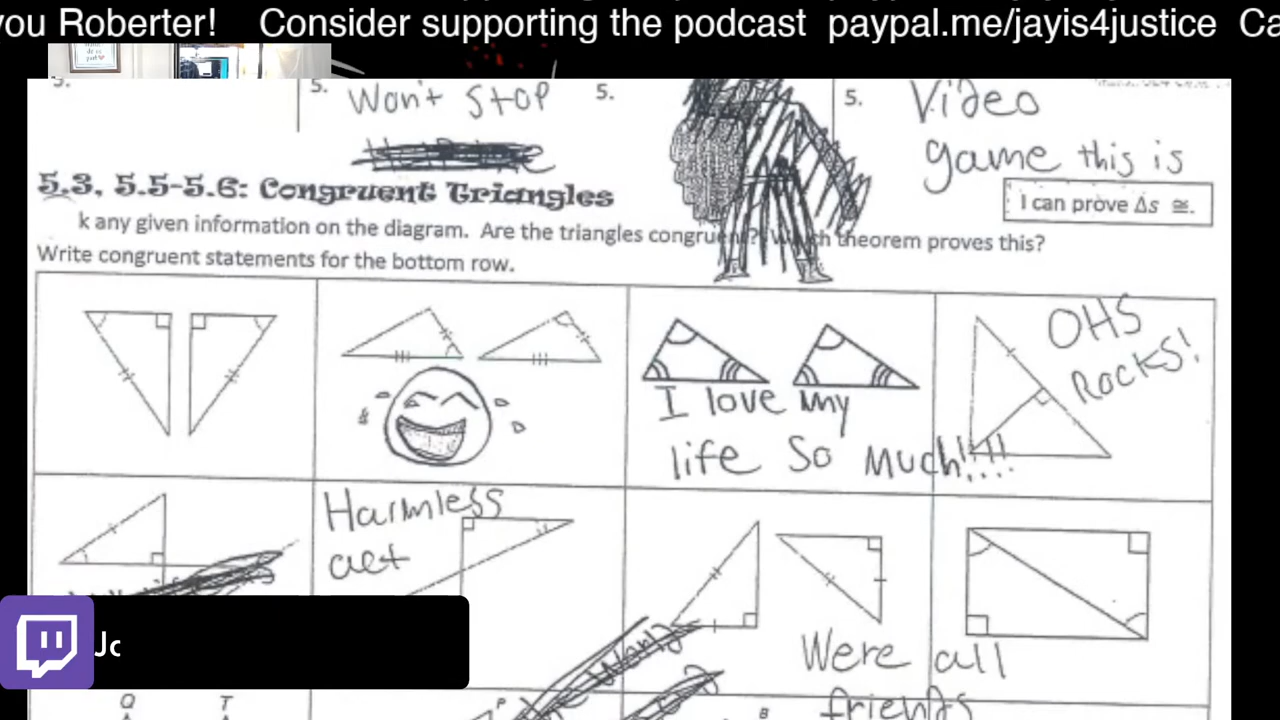 you Roberter!    Consider supporting the podcast  paypal.me/jayis4justice  Ca
5.
5.
5.
5.
Won't Stop
Video
game this is
5.3, 5.5-5.6: Congruent Triangles
I can prove Δs ≅.
k any given information on the diagram. Are the triangles congruent? Which theorem proves this?
Write congruent statements for the bottom row.
OHS
Rocks!
I love my
life So Much!!!!
Harmless
act
Were all
friends
Jo
Q
T
P
B